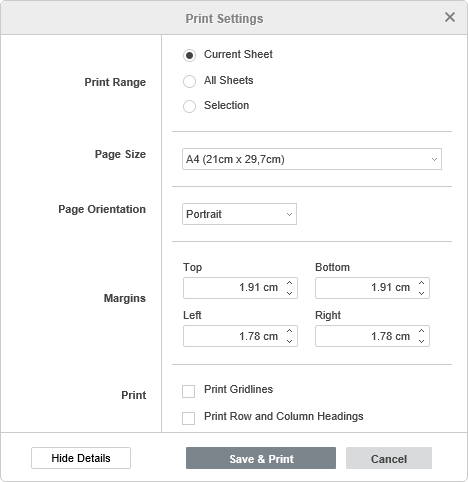 Print Settings
Print Range
Current Sheet
All Sheets
Selection
Page Size
A4 (21cm x 29,7cm)
Page Orientation
Portrait
Margins
Top
Bottom
1.91 cm
1.91 cm
Left
Right
1.78 cm
1.78 cm
Print
Print Gridlines
Print Row and Column Headings
Hide Details
Save & Print
Cancel